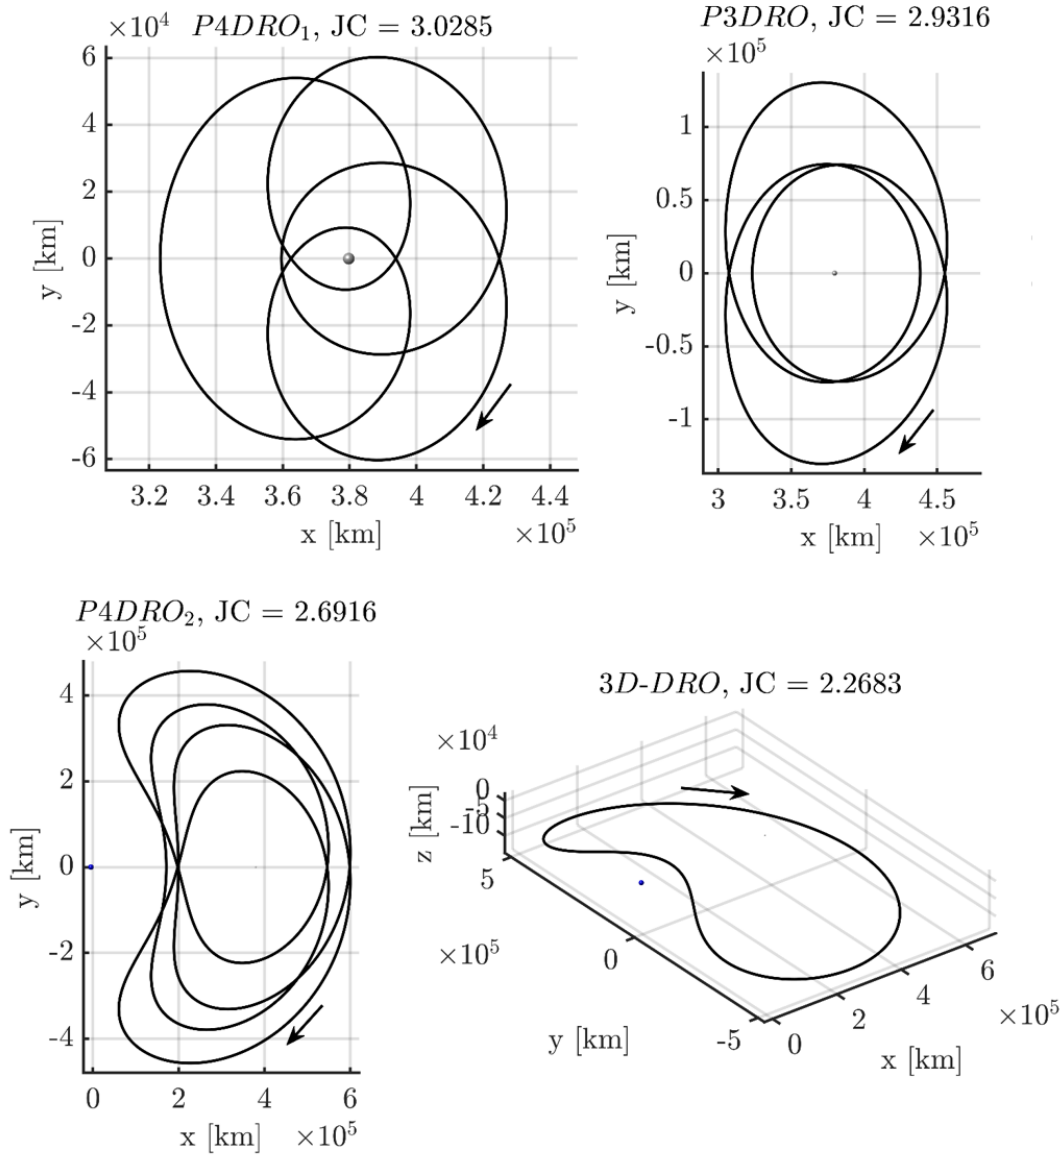 ×10⁴ P4DRO₁, JC = 3.0285
6
4
2
0
-2
-4
-6
y [km]
3.2 3.4 3.6 3.8 4 4.2 4.4
x [km] ×10⁵
P3DRO, JC = 2.9316
×10⁵
1
0.5
0
-0.5
-1
y [km]
3 3.5 4 4.5
x [km] ×10⁵
P4DRO₂, JC = 2.6916
×10⁵
4
2
0
-2
-4
y [km]
0 2 4 6
x [km] ×10⁵
3D-DRO, JC = 2.2683
×10⁴
0
-5
-10
z [km]
5
0
-5
×10⁵
y [km]
0 2 4 6
x [km] ×10⁵